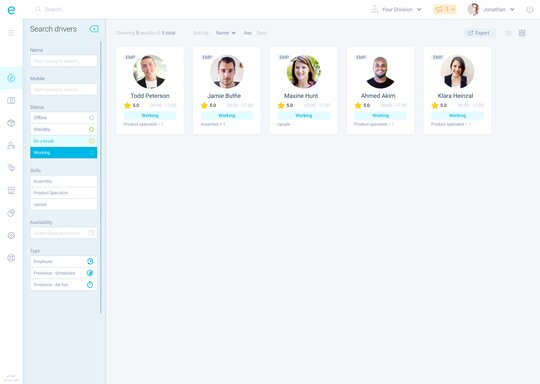 e
Search
Your Division
1
Jonathan
Search drivers
Showing 5 results of 5 total
Sort by:
Name
Asc
Desc
Export
Name
Start typing to search...
Mobile
Start typing to search...
Status
Offline
Standby
On a break
Working
Skills
Assembly
Product Specialist
Upsale
Availability
Select dates and times
Type
Employee
Freelance - Scheduled
Freelance - Ad hoc
EMP
Todd Peterson
5.0
09:00 - 17:00
Working
Product specialist + 1
EMP
Jamie Buthe
5.0
09:00 - 17:00
Working
Assembly + 1
EMP
Maxine Hunt
5.0
09:00 - 17:00
Working
Upsale
EMP
Ahmed Akim
5.0
09:00 - 17:00
Working
Product specialist + 1
EMP
Klara Heinzal
5.0
09:00 - 17:00
Working
Product specialist + 1